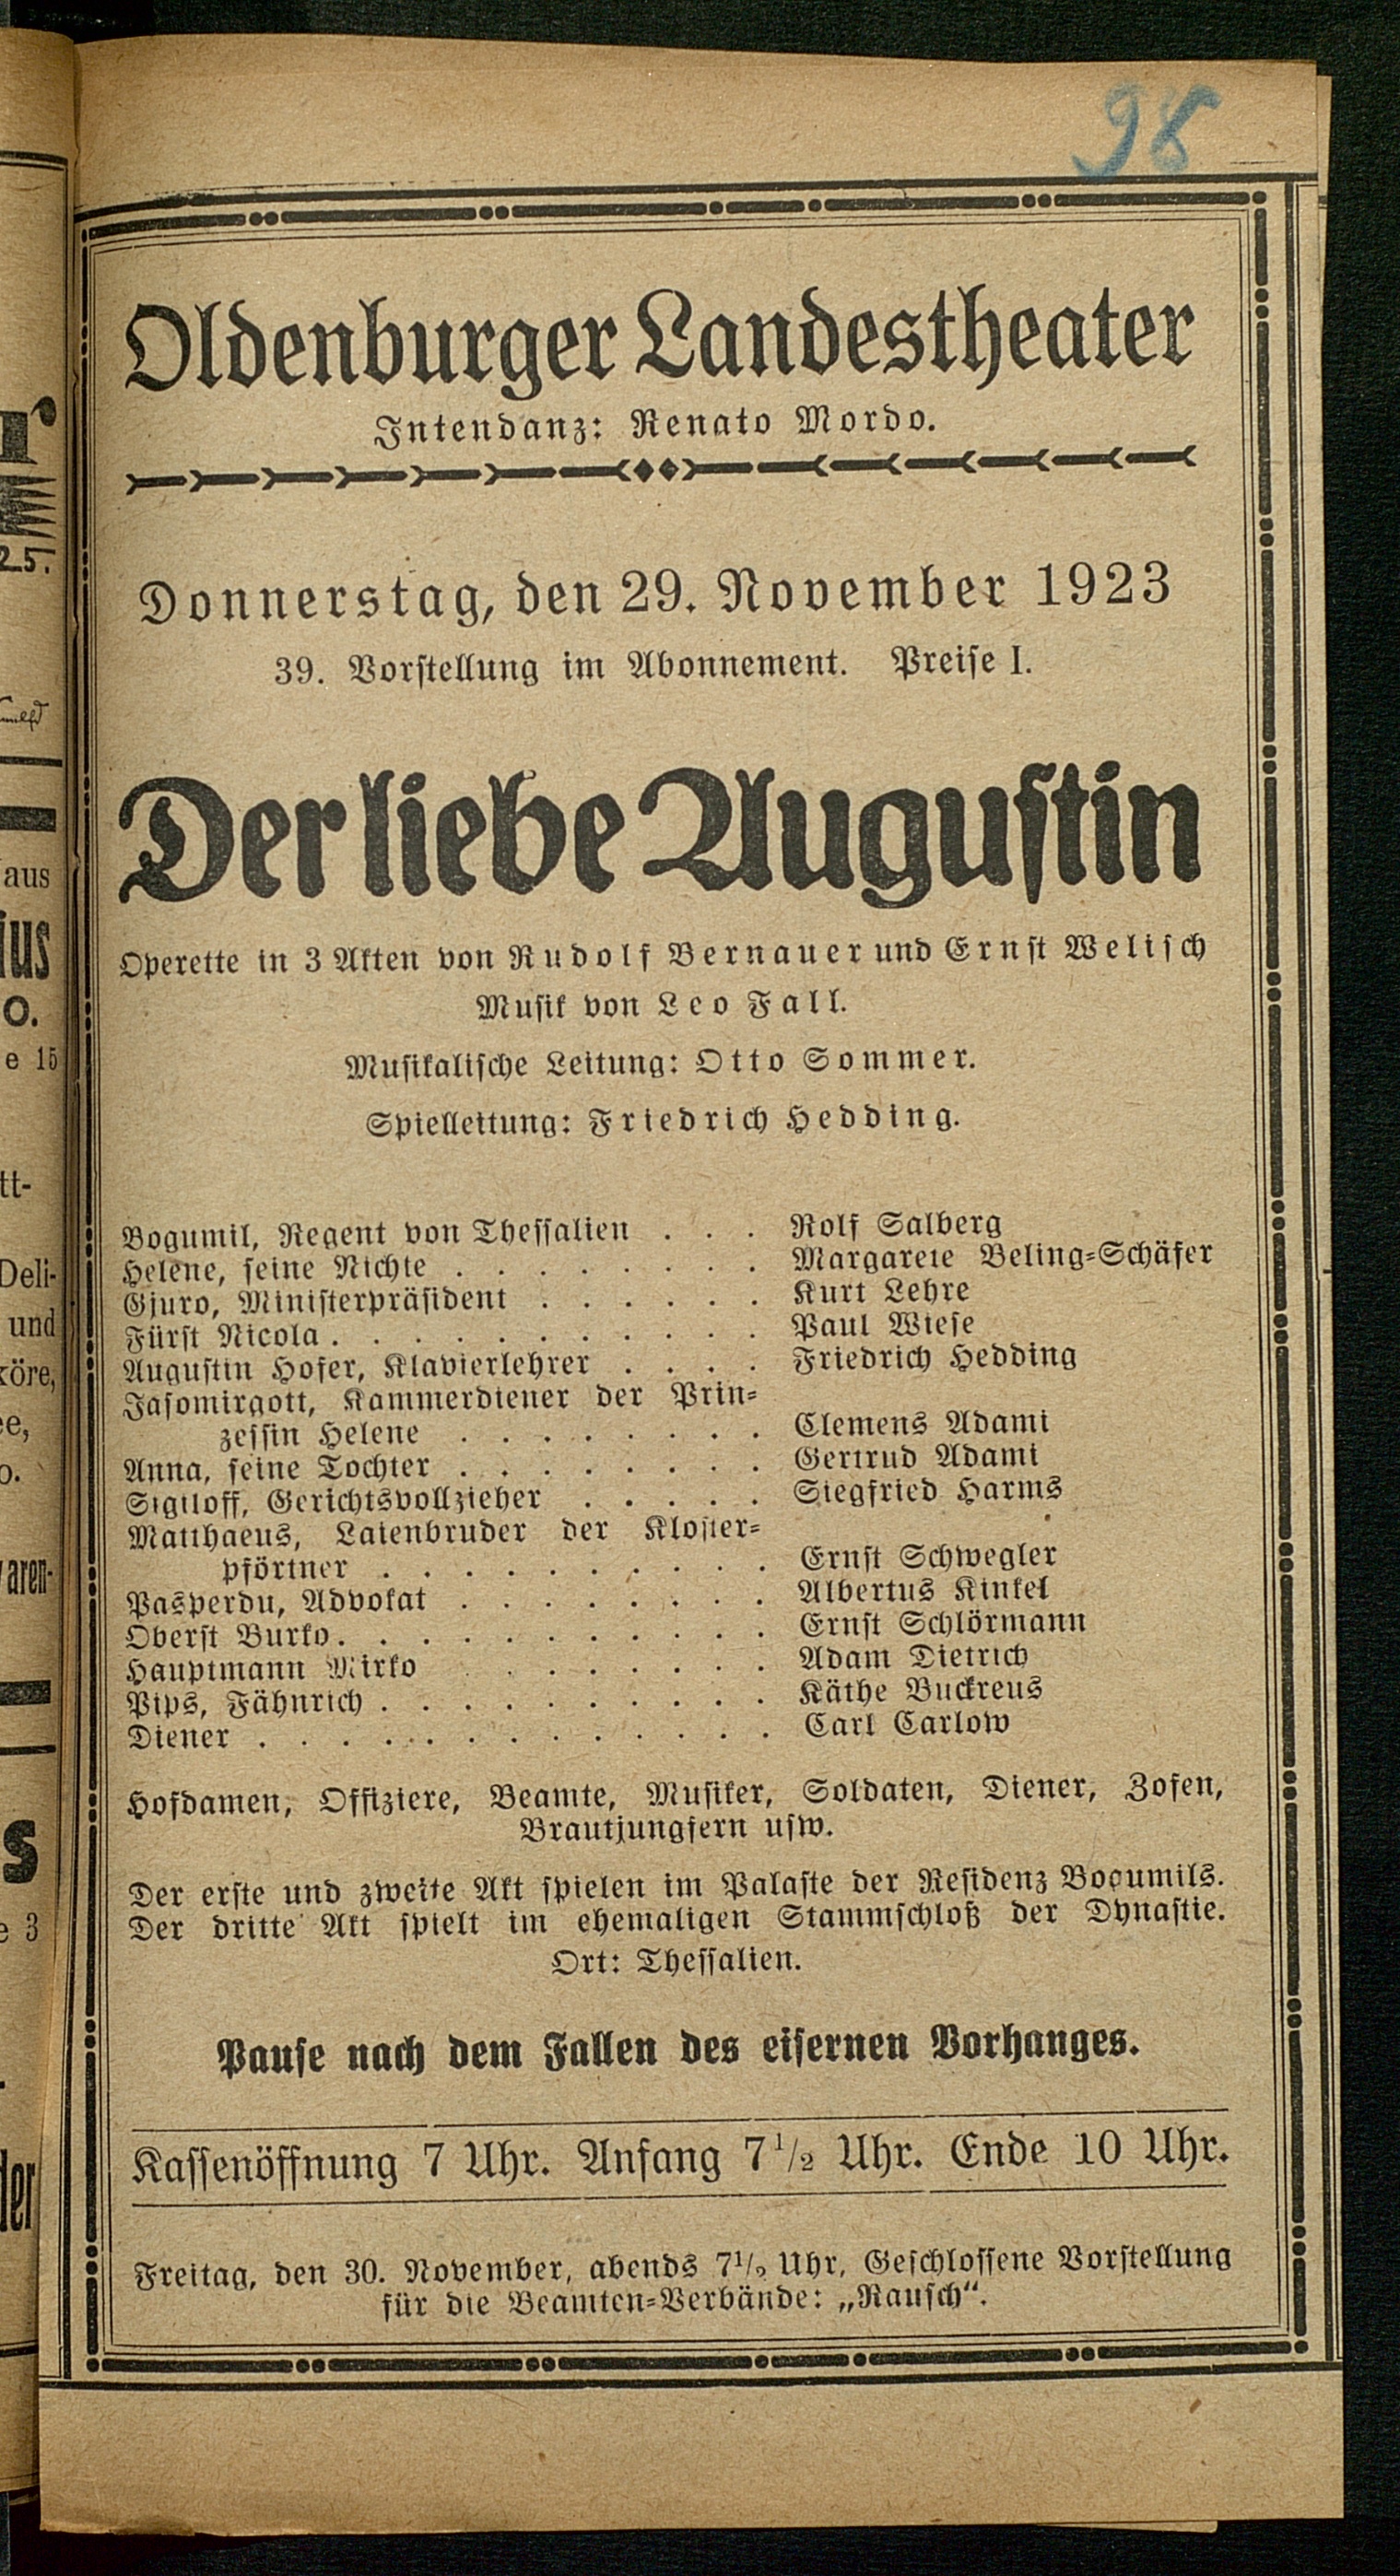 98
Oldenburger Landestheater
Intendanz: Renato Mordo.
Donnerstag, den 29. November 1923
39. Vorstellung im Abonnement. Preise I.
Der liebe Augustin
Operette in 3 Akten von Rudolf Bernauer und Ernst Welisch
Musik von Leo Fall.
Musikalische Leitung: Otto Sommer.
Spielleitung: Friedrich Hedding.
Bogumil, Regent von Thessalien . . . Rolf Salberg
Helene, seine Nichte . . . . . . . . Margarete Beling-Schäfer
Gjuro, Ministerpräsident . . . . . . Kurt Lehre
Fürst Nicola . . . . . . . . . . . Paul Wiese
Augustin Hofer, Klavierlehrer . . . . Friedrich Hedding
Jasomirgott, Kammerdiener der Prin-
zessin Helene . . . . . . . . Clemens Adami
Anna, seine Tochter . . . . . . . . Gertrud Adami
Sigiloff, Gerichtsvollzieher . . . . . Siegfried Harms
Matthaeus, Laienbruder der Kloster-
pförtner . . . . . . . . . . Ernst Schwegler
Pasperdu, Advokat . . . . . . . . Albertus Kinkel
Oberst Burko . . . . . . . . . . . Ernst Schlörmann
Hauptmann Mirko . . . . . . . Adam Dietrich
Pips, Fähnrich . . . . . . . . . . Käthe Buckreus
Diener . . . . . . . . . . . . . Carl Carlow
Hofdamen, Offiziere, Beamte, Musiker, Soldaten, Diener, Zofen,
Brautjungfern usw.
Der erste und zweite Akt spielen im Palaste der Residenz Bogumils.
Der dritte Akt spielt im ehemaligen Stammschloß der Dynastie.
Ort: Thessalien.
Pause nach dem Fallen des eisernen Vorhanges.
Kassenöffnung 7 Uhr. Anfang 7 1/2 Uhr. Ende 10 Uhr.
Freitag, den 30. November, abends 7 1/2 Uhr, Geschlossene Vorstellung
für die Beamten-Verbände: „Rausch“.